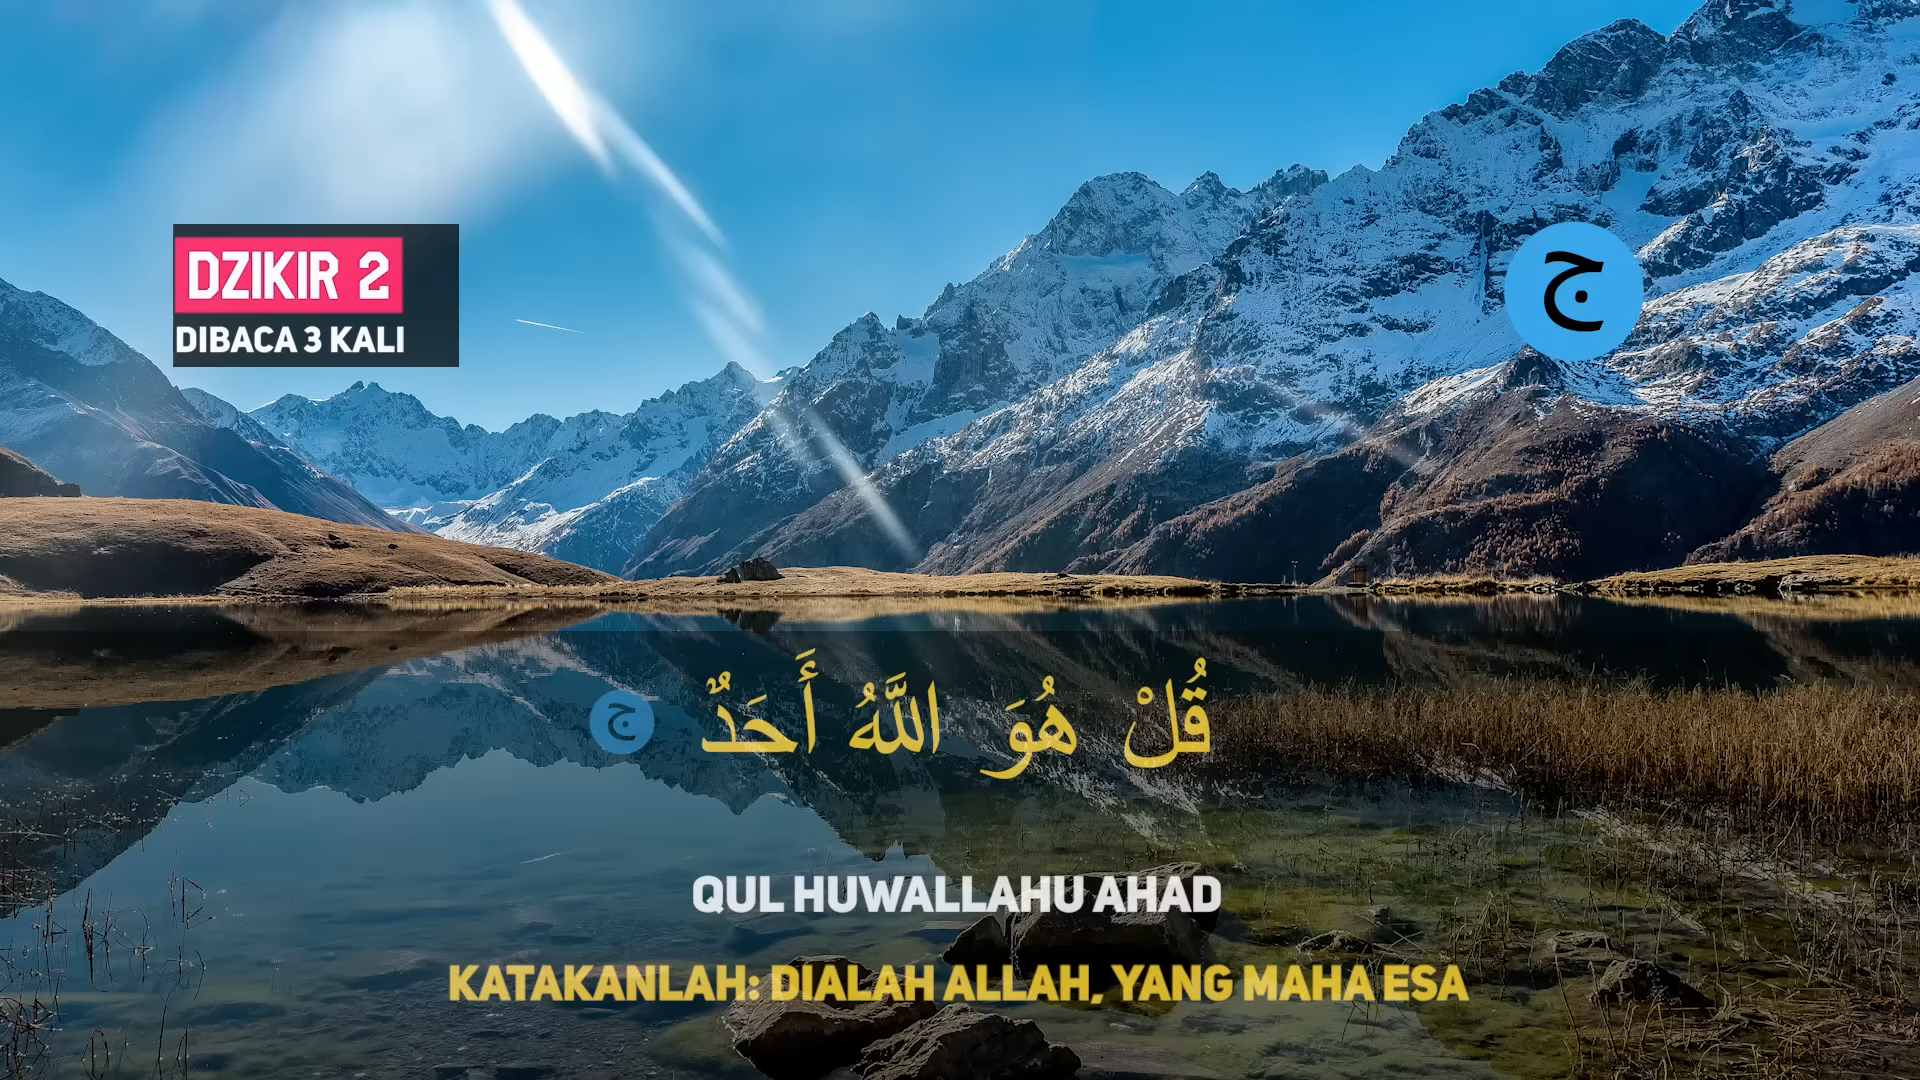 DZIKIR 2
DIBACA 3 KALI
ج
قُلْ هُوَ اللَّهُ أَحَدٌ ج
QUL HUWALLAHU AHAD
KATAKANLAH: DIALAH ALLAH, YANG MAHA ESA